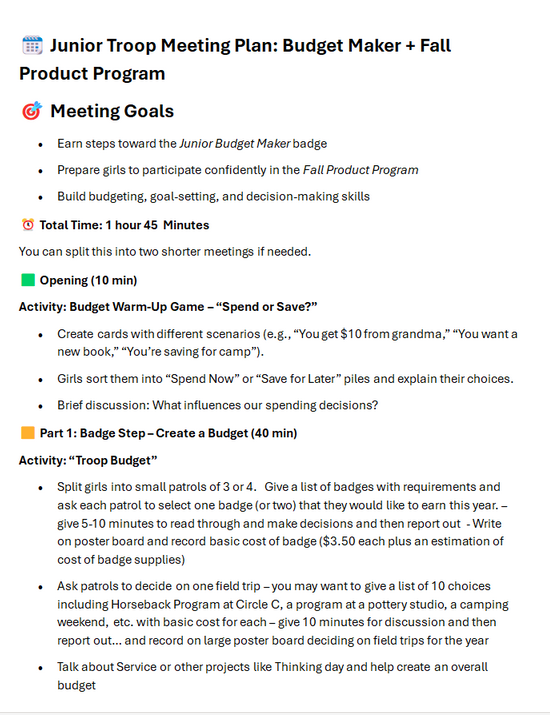 Junior Troop Meeting Plan: Budget Maker + Fall
Product Program
Meeting Goals
• Earn steps toward the Junior Budget Maker badge
• Prepare girls to participate confidently in the Fall Product Program
• Build budgeting, goal-setting, and decision-making skills
Total Time: 1 hour 45 Minutes
You can split this into two shorter meetings if needed.
Opening (10 min)
Activity: Budget Warm-Up Game – “Spend or Save?”
• Create cards with different scenarios (e.g., “You get $10 from grandma,” “You want a
new book,” “You’re saving for camp”).
• Girls sort them into “Spend Now” or “Save for Later” piles and explain their choices.
• Brief discussion: What influences our spending decisions?
Part 1: Badge Step – Create a Budget (40 min)
Activity: “Troop Budget”
• Split girls into small patrols of 3 or 4. Give a list of badges with requirements and
ask each patrol to select one badge (or two) that they would like to earn this year. –
give 5-10 minutes to read through and make decisions and then report out - Write
on poster board and record basic cost of badge ($3.50 each plus an estimation of
cost of badge supplies)
• Ask patrols to decide on one field trip – you may want to give a list of 10 choices
including Horseback Program at Circle C, a program at a pottery studio, a camping
weekend, etc. with basic cost for each – give 10 minutes for discussion and then
report out... and record on large poster board deciding on field trips for the year
• Talk about Service or other projects like Thinking day and help create an overall
budget